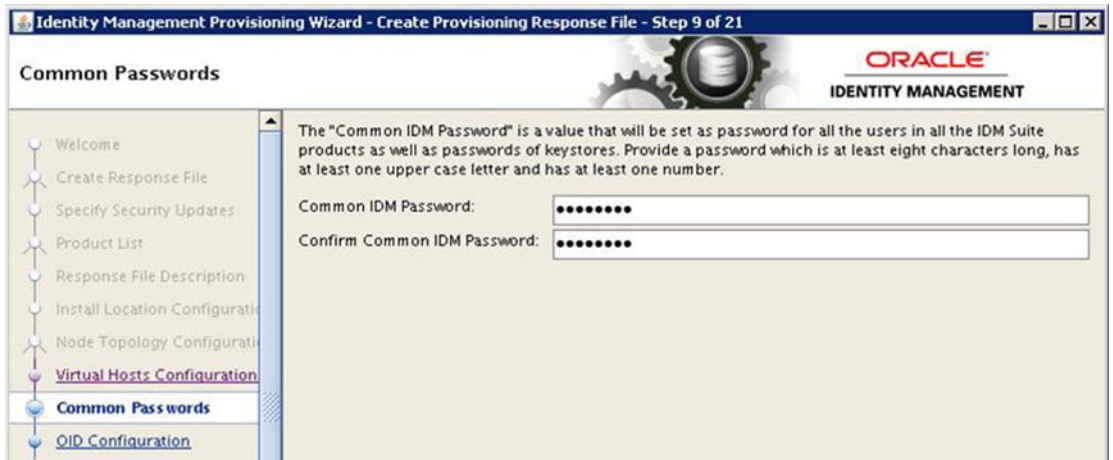 Identity Management Provisioning Wizard - Create Provisioning Response File - Step 9 of 21
Common Passwords
ORACLE
IDENTITY MANAGEMENT
Welcome
Create Response File
Specify Security Updates
Product List
Response File Description
Install Location Configuratio
Node Topology Configurati
Virtual Hosts Configuration
Common Passwords
OID Configuration
The "Common IDM Password" is a value that will be set as password for all the users in all the IDM Suite
products as well as passwords of keystores. Provide a password which is at least eight characters long, has
at least one upper case letter and has at least one number.
Common IDM Password: ••••••••
Confirm Common IDM Password: ••••••••